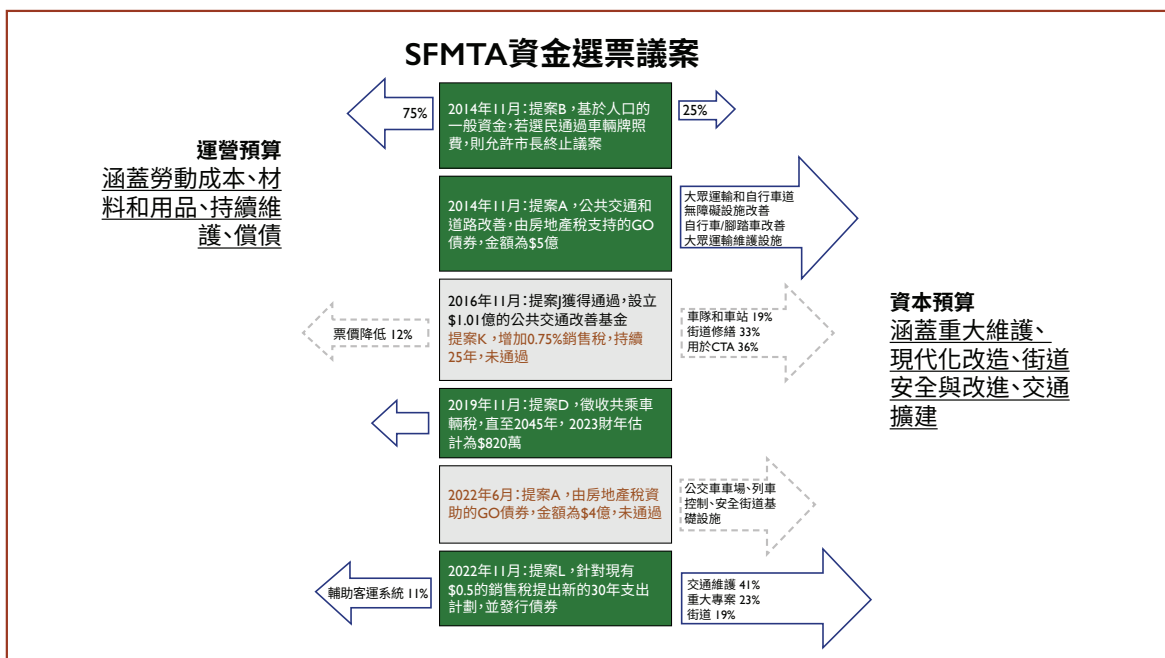 SFMTA資金選票議案
75%
2014年11月:提案B,基於人口的
一般資金,若選民通過車輛牌照
費,則允許市長終止議案
25%
運營預算
涵蓋勞動成本、材
料和用品、持續維
護、償債
2014年11月:提案A,公共交通和
道路改善,由房地產稅支持的GO
債券,金額為$5億
大眾運輸和自行車道
無障礙設施改善
自行車/腳踏車改善
大眾運輸維護設施
票價降低 12%
2016年11月:提案J獲得通過,設立
$1.01億的公共交通改善基金
提案K,增加0.75%銷售稅,持續
25年,未通過
車隊和車站 19%
街道修繕 33%
用於CTA 36%
資本預算
涵蓋重大維護、
現代化改造、街道
安全與改進、交通
擴建
2019年11月:提案D,徵收共乘車
輛稅,直至2045年,2023財年估
計為$820萬
2022年6月:提案A,由房地產稅資
助的GO債券,金額為$4億,未通過
公交車車場、列車
控制、安全街道基
礎設施
輔助客運系統 11%
2022年11月:提案L,針對現有
$0.5的銷售稅提出新的30年支出
計劃,並發行債券
交通維護 41%
重大專案 23%
街道 19%